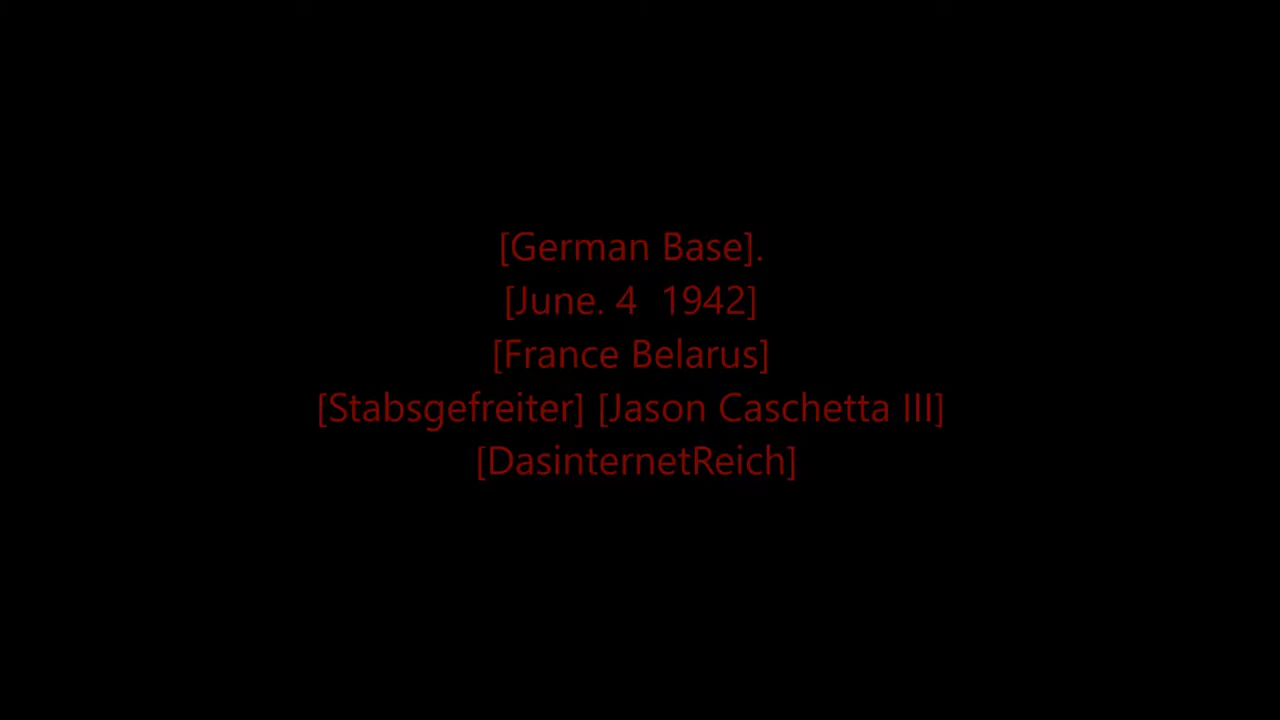 [German Base].
[June. 4  1942]
[France Belarus]
[Stabsgefreiter] [Jason Caschetta III]
[DasinternetReich]